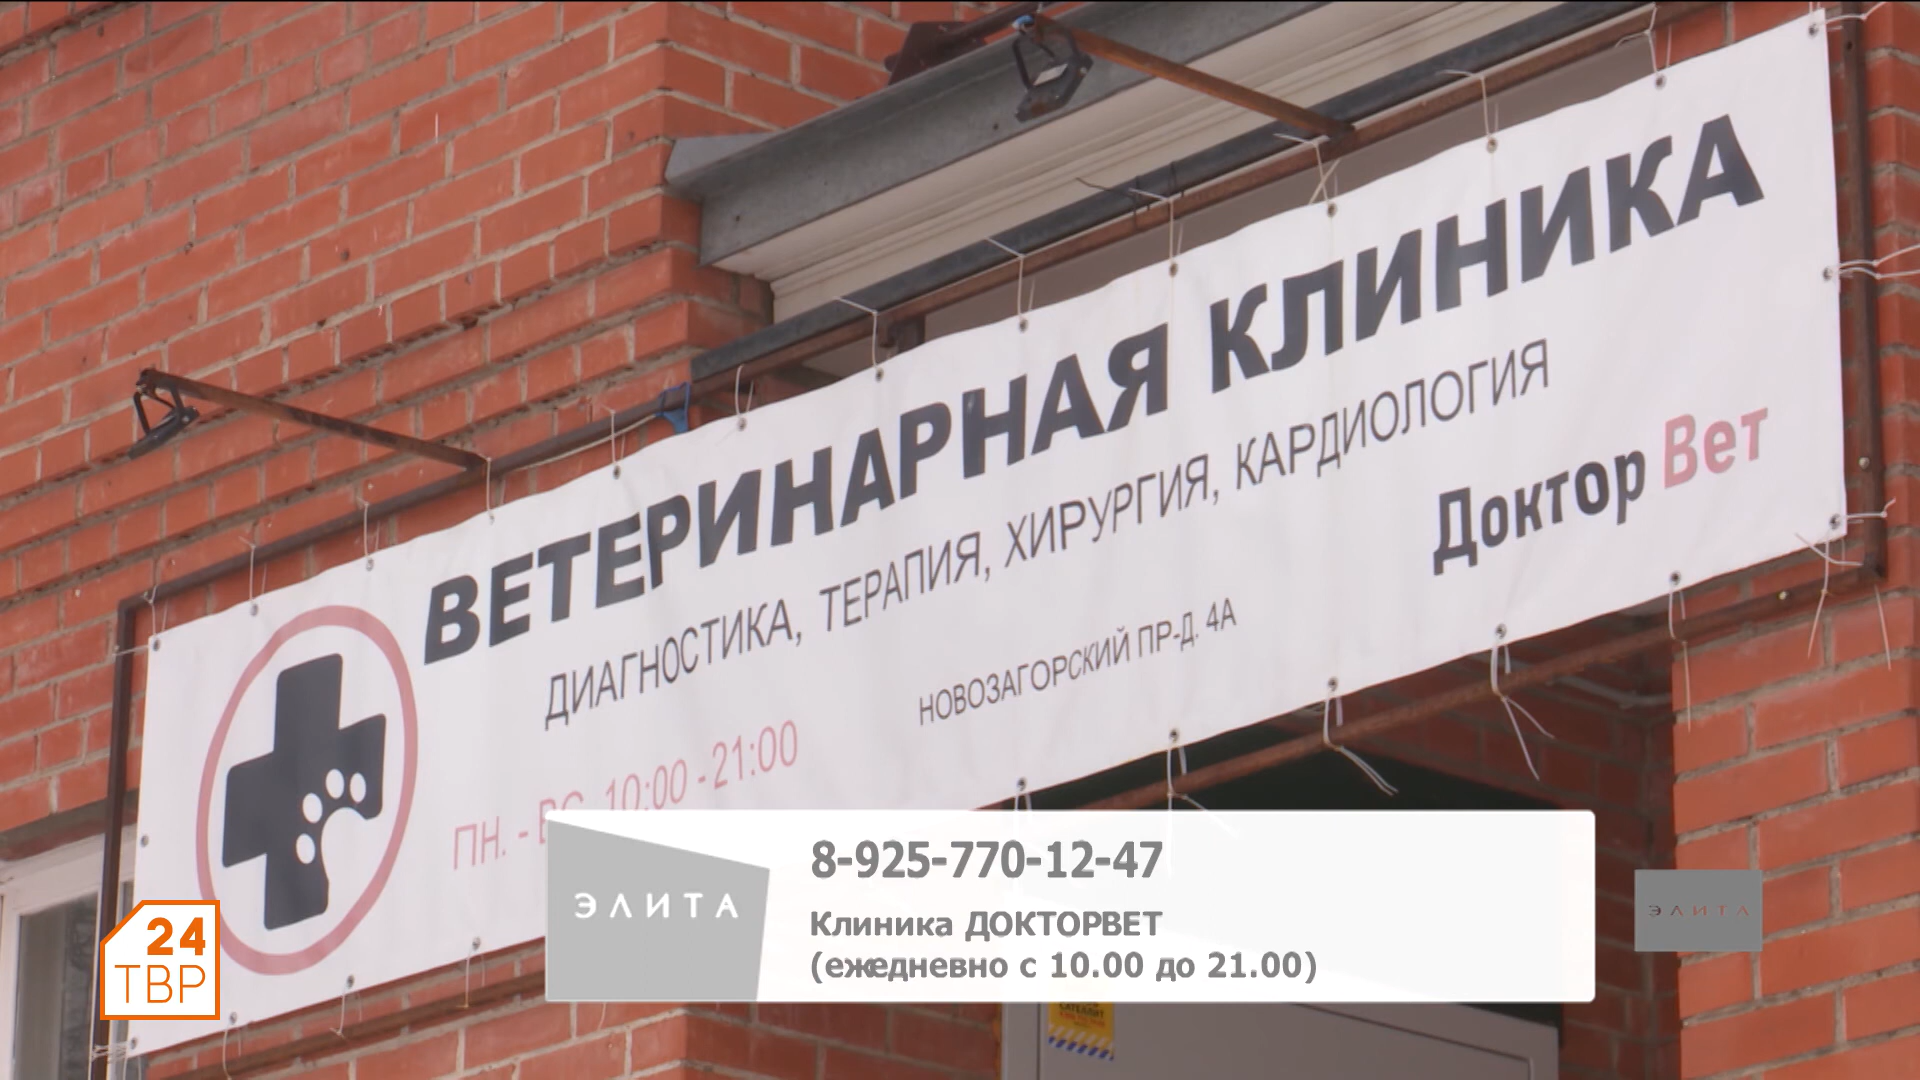 ВЕТЕРИНАРНАЯ КЛИНИКА
ДИАГНОСТИКА, ТЕРАПИЯ, ХИРУРГИЯ, КАРДИОЛОГИЯ
Доктор Вет
НОВОЗАГОРСКИЙ ПР-Д. 4А
ПН. - ВС. 10:00 - 21:00
8-925-770-12-47
Клиника ДОКТОРВЕТ
(ежедневно с 10.00 до 21.00)
ЭЛИТА
ЭЛИТА
24
ТВР